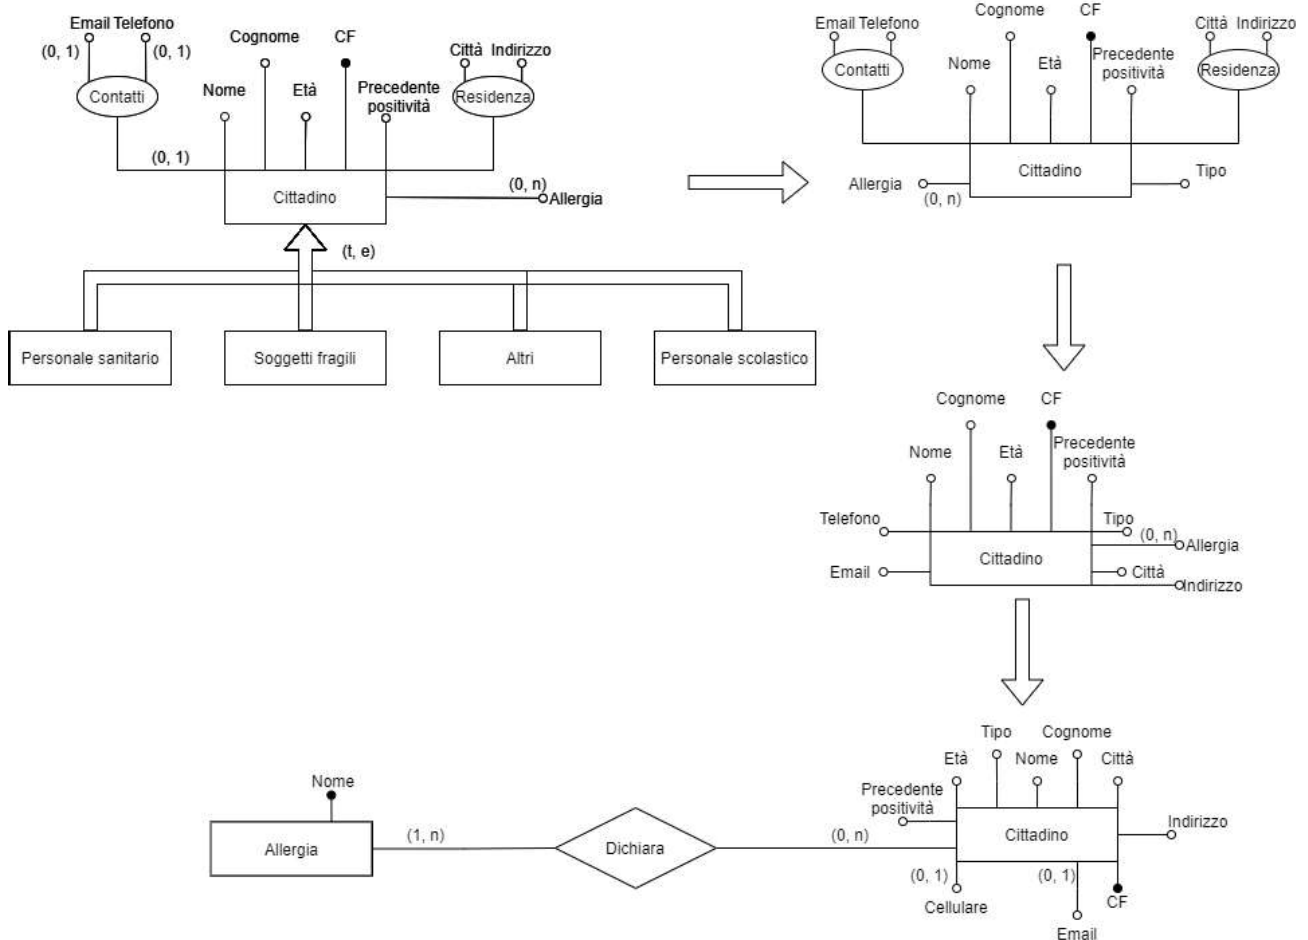 Email Telefono
(0, 1)
(0, 1)
Contatti
Cognome
CF
Nome
Età
Precedente
positività
Città Indirizzo
Residenza
(0, 1)
Cittadino
(0, n)
Allergia
(t, e)
Personale sanitario
Soggetti fragili
Altri
Personale scolastico
Email Telefono
Contatti
Cognome
CF
Nome
Età
Precedente
positività
Città Indirizzo
Residenza
Allergia
(0, n)
Cittadino
Tipo
Cognome
CF
Nome
Età
Precedente
positività
Telefono
Tipo
(0, n)
Allergia
Email
Cittadino
Città
Indirizzo
Tipo
Cognome
Età
Nome
Città
Precedente
positività
Nome
Allergia
(1, n)
Dichiara
(0, n)
Cittadino
Indirizzo
(0, 1)
(0, 1)
Cellulare
CF
Email